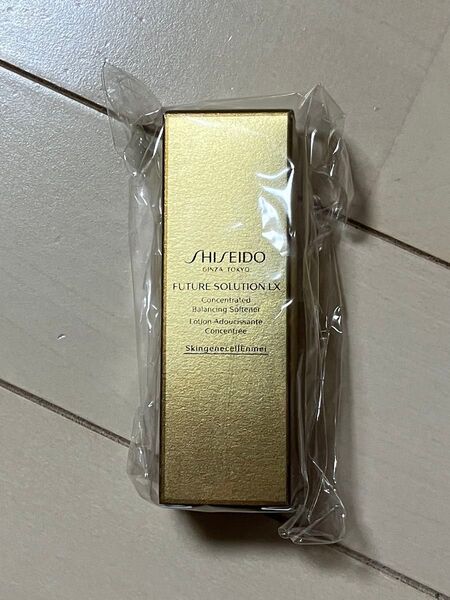 SHISEIDO
GINZA TOKYO
FUTURE SOLUTION LX
Concentrated
Balancing Softener
Lotion Adoucissante
Concentrée
SkingenecellEnmei